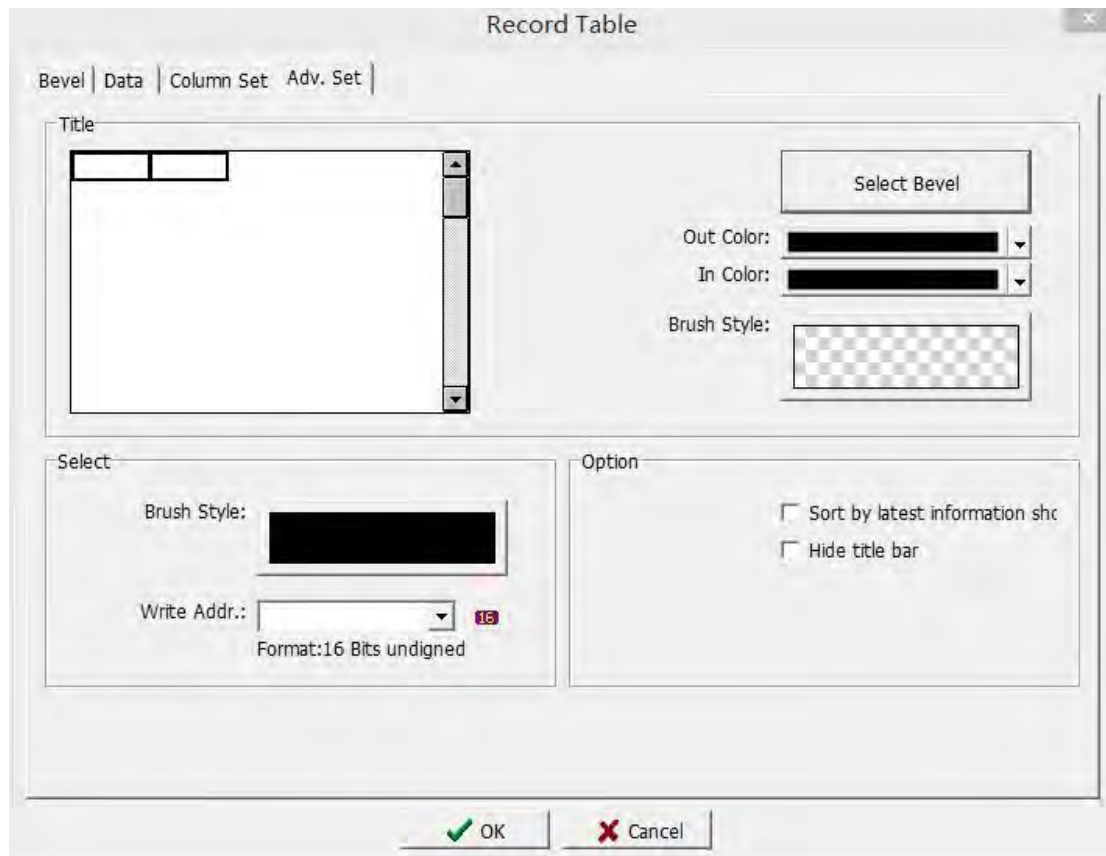 Record Table
Bevel Data Column Set Adv. Set
Title
Select Bevel
Out Color:
In Color:
Brush Style:
Select
Brush Style:
Write Addr.:
16
Format:16 Bits undigned
Option
Sort by latest information sho
Hide title bar
OK Cancel